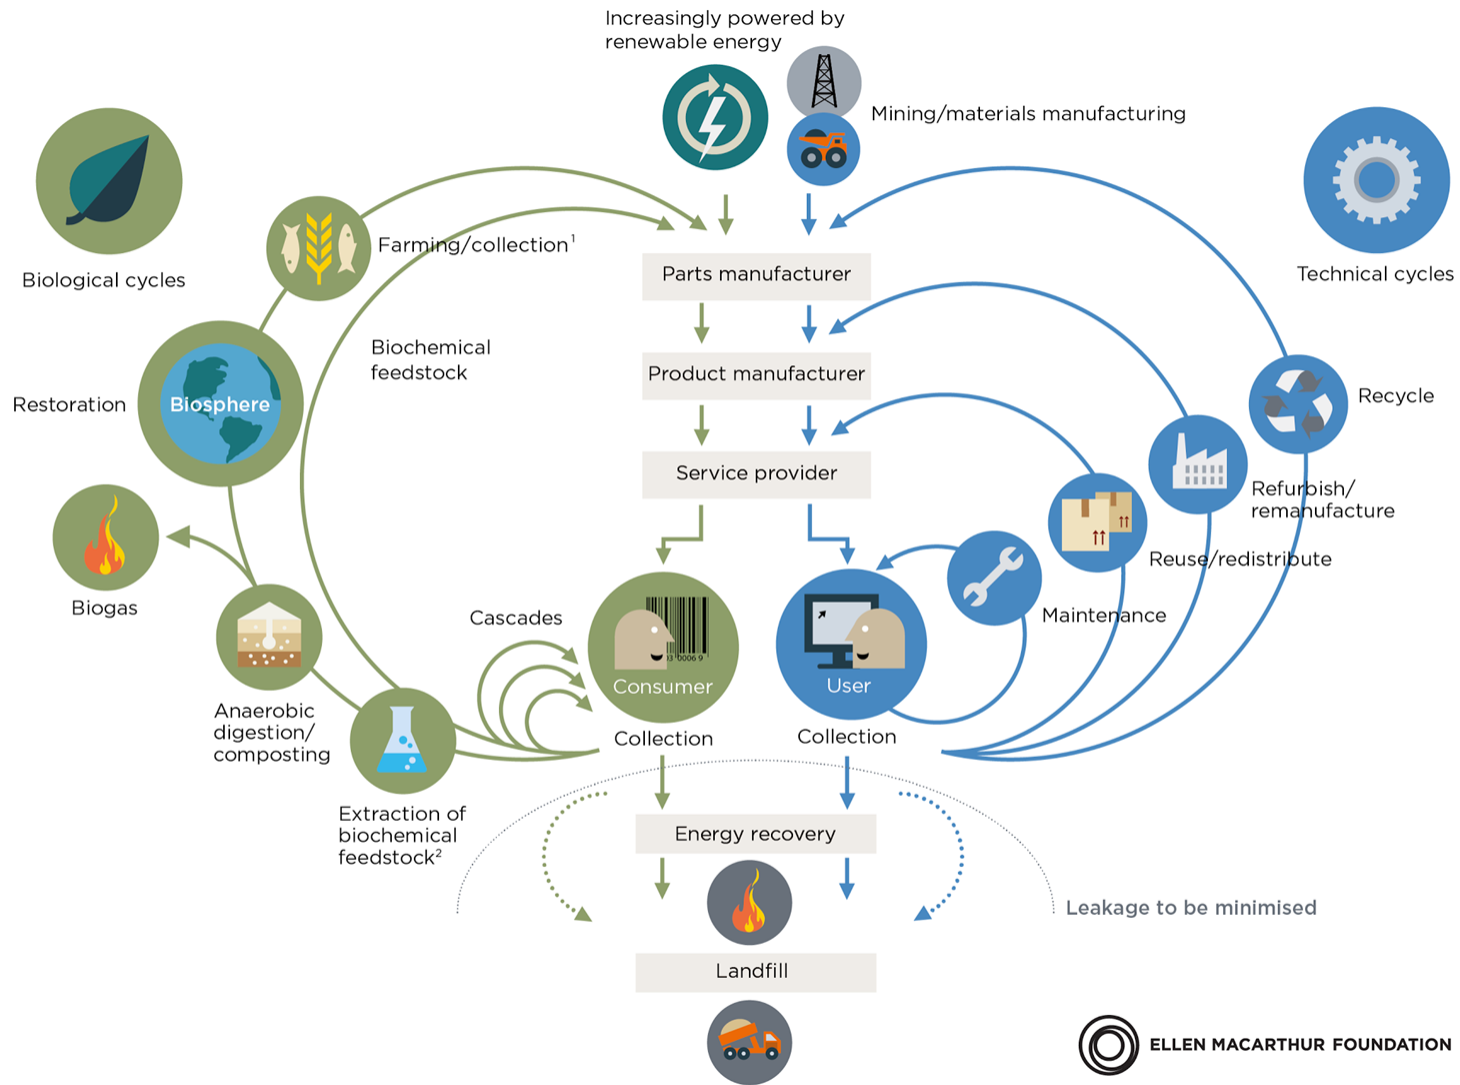 Increasingly powered by
renewable energy
Mining/materials manufacturing
Biological cycles
Technical cycles
Farming/collection¹
Parts manufacturer
Biochemical
feedstock
Product manufacturer
Restoration
Biosphere
Recycle
Service provider
Refurbish/
remanufacture
Reuse/redistribute
Biogas
Cascades
Maintenance
Consumer
User
Anaerobic
digestion/
composting
Collection
Collection
Extraction of
biochemical
feedstock²
Energy recovery
Leakage to be minimised
Landfill
ELLEN MACARTHUR FOUNDATION